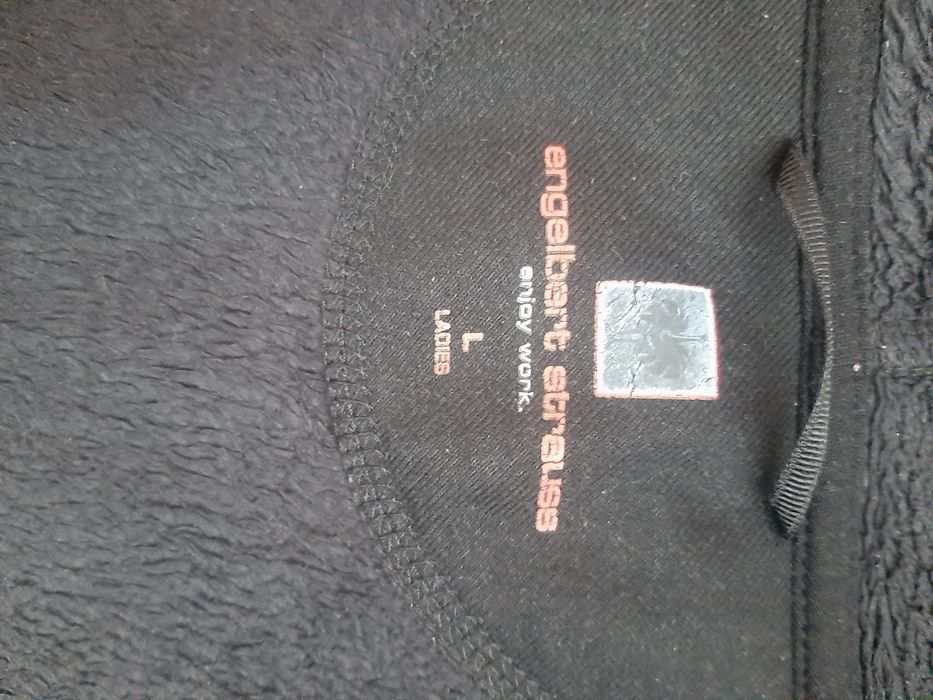 engelbert strauss
enjoy work.
L
LADIES